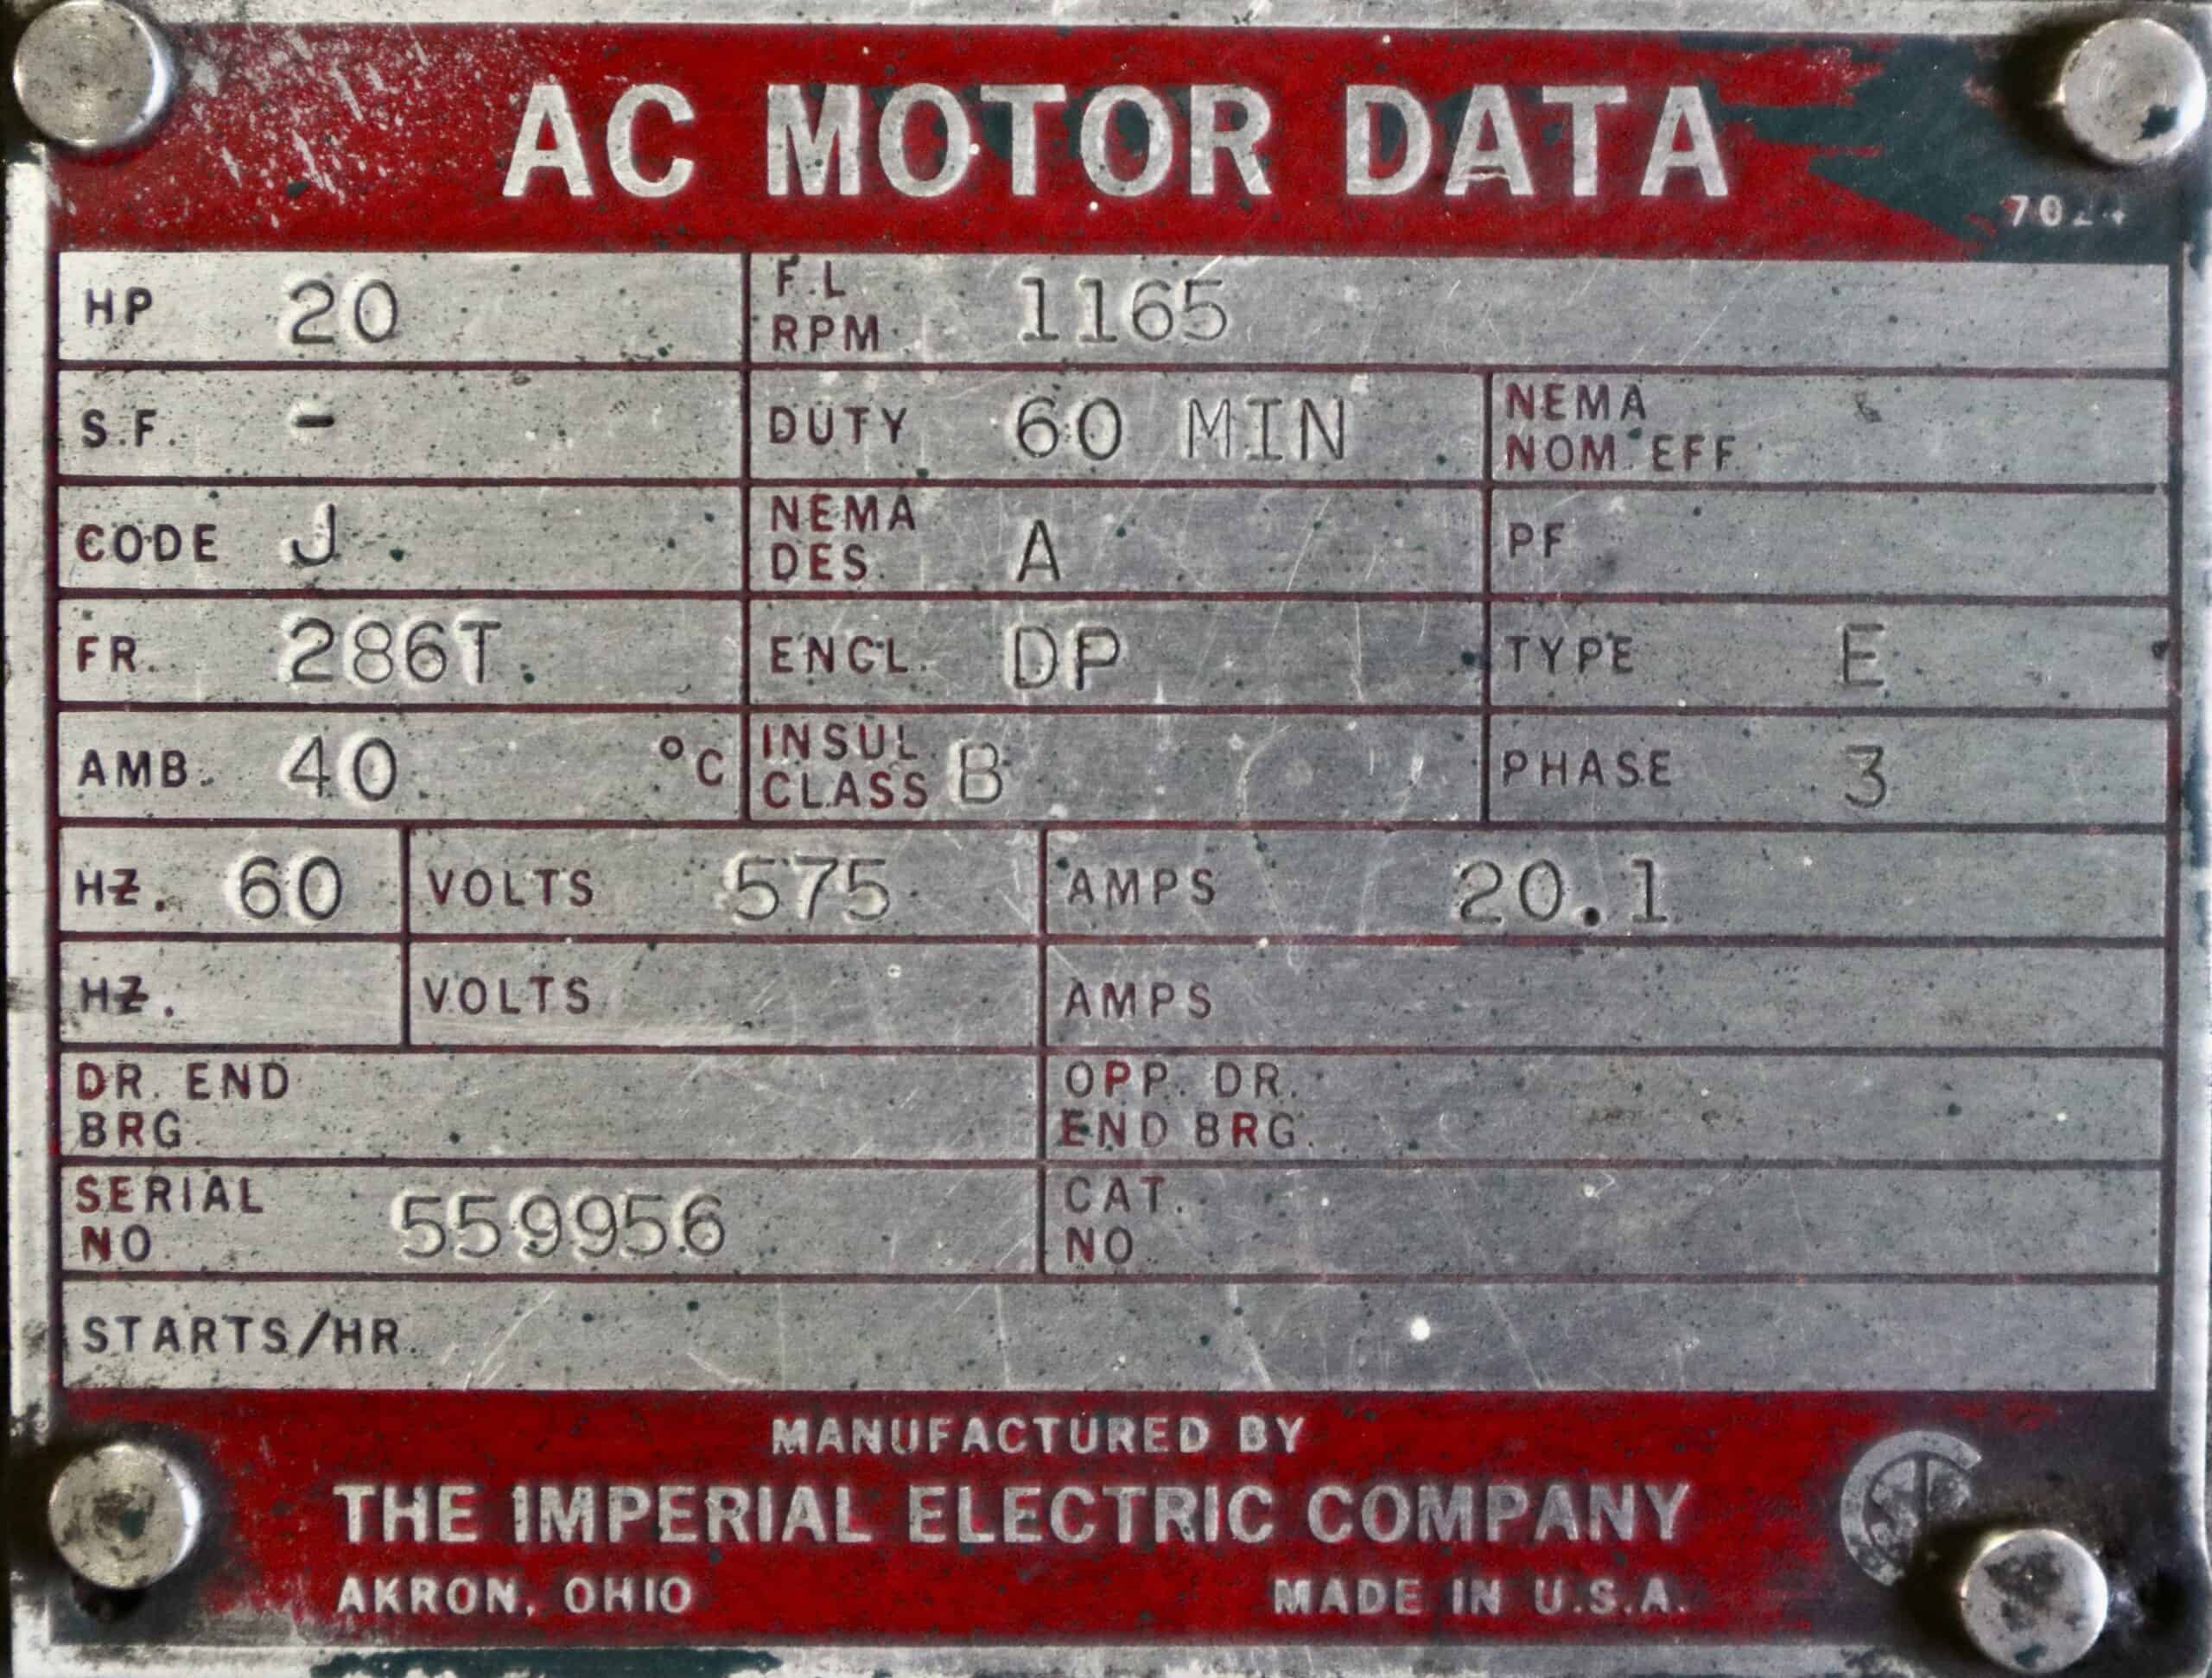 AC MOTOR DATA
HP 20 F.L. RPM 1165
S.F. - DUTY 60 MIN NEMA NOM. EFF.
CODE J NEMA DES. A PF
FR. 286T ENCL. DP TYPE E
AMB. 40 °C INSUL CLASS B PHASE 3
HZ. 60 VOLTS 575 AMPS 20.1
HZ. VOLTS AMPS
DR. END BRG. OPP. DR. END BRG.
SERIAL NO. 559956 CAT. NO.
STARTS/HR.
MANUFACTURED BY
THE IMPERIAL ELECTRIC COMPANY
AKRON, OHIO MADE IN U.S.A.